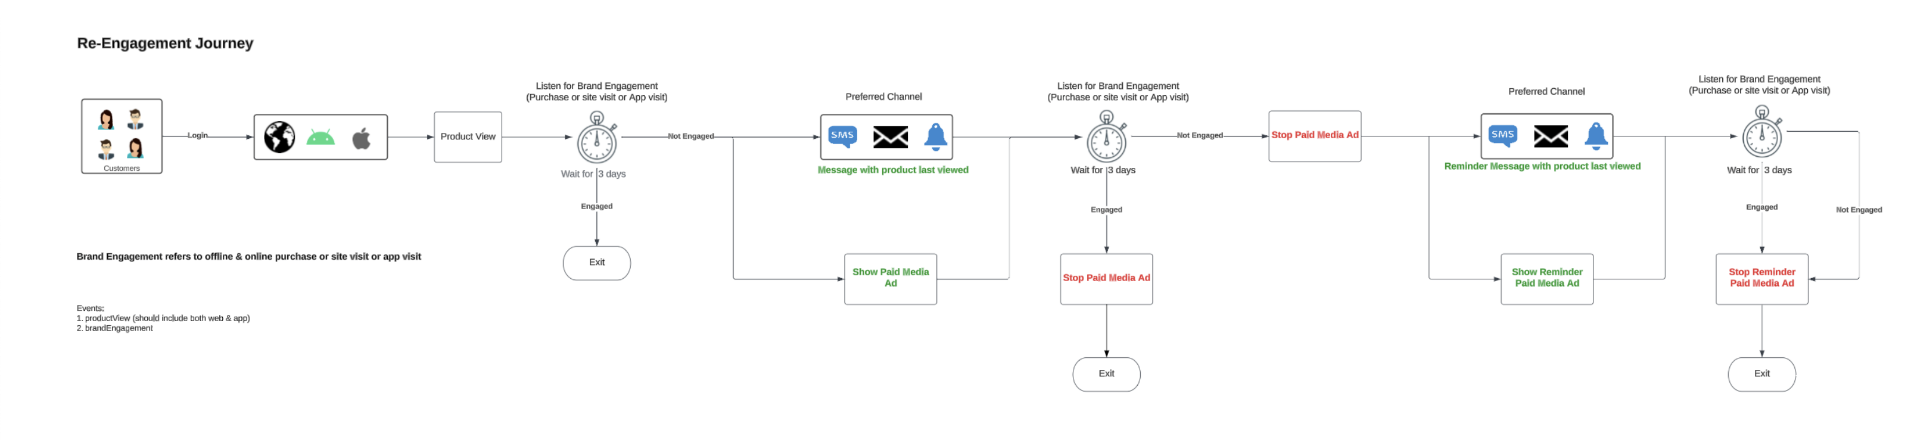 Re-Engagement Journey
Customers
Login
Product View
Listen for Brand Engagement
(Purchase or site visit or App visit)
Wait for 3 days
Engaged
Exit
Not Engaged
Preferred Channel
SMS
Message with product last viewed
Show Paid Media
Ad
Listen for Brand Engagement
(Purchase or site visit or App visit)
Wait for 3 days
Engaged
Stop Paid Media Ad
Exit
Not Engaged
Stop Paid Media Ad
Preferred Channel
SMS
Reminder Message with product last viewed
Show Reminder
Paid Media Ad
Listen for Brand Engagement
(Purchase or site visit or App visit)
Wait for 3 days
Engaged
Not Engaged
Stop Reminder
Paid Media Ad
Exit
Brand Engagement refers to offline & online purchase or site visit or app visit
Events:
1. productView (should include both web & app)
2. brandEngagement